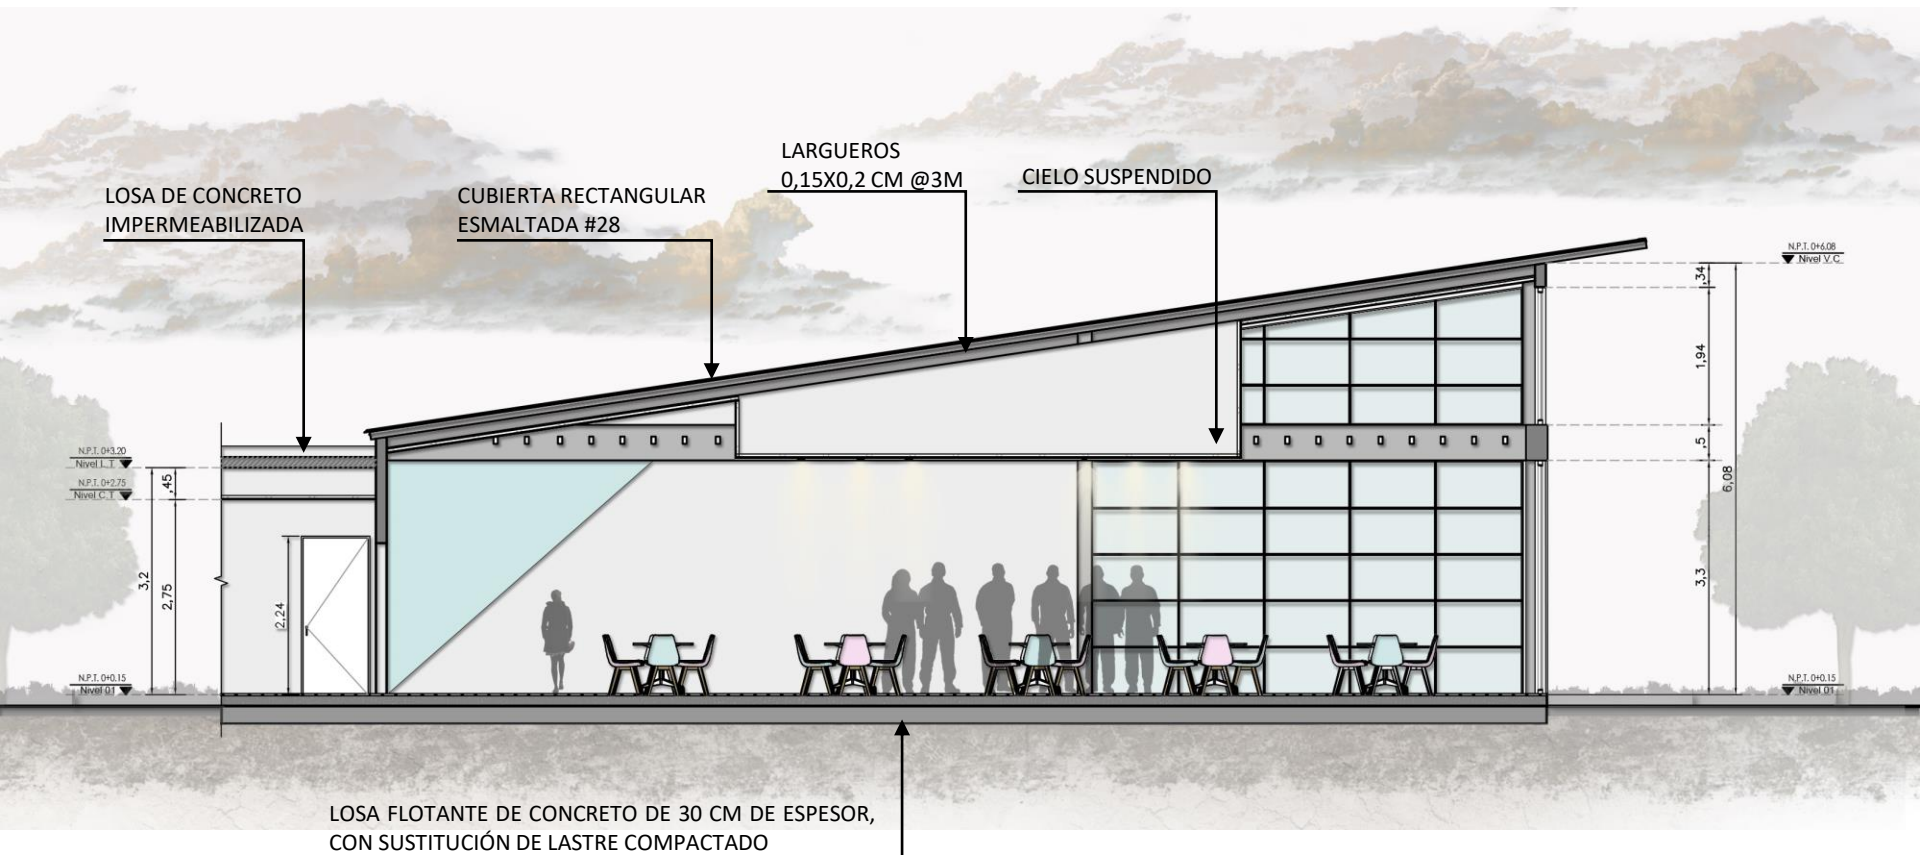 LARGUEROS
0,15X0,2 CM @3M
CIELO SUSPENDIDO
LOSA DE CONCRETO
IMPERMEABILIZADA
CUBIERTA RECTANGULAR
ESMALTADA #28
N.P.T. 0+6.08
Nivel V.C
,34
1,94
,5
6,08
3,3
N.P.T. 0+3.20
Nivel L.T
N.P.T. 0+2.75
Nivel C.T
,45
3,2
2,75
2,24
N.P.T. 0+0.15
Nivel 01
N.P.T. 0+0.15
Nivel 01
LOSA FLOTANTE DE CONCRETO DE 30 CM DE ESPESOR,
CON SUSTITUCIÓN DE LASTRE COMPACTADO